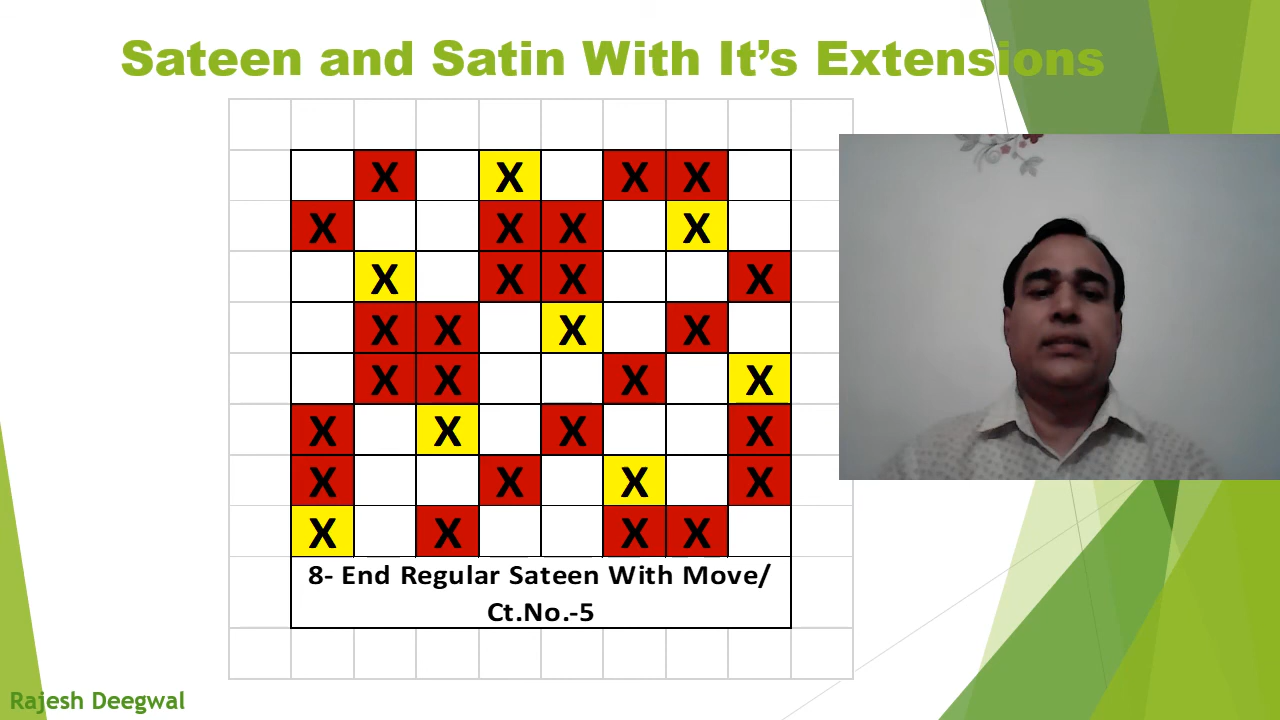 Sateen and Satin With It’s Extensions
X X X X
X X X X
X X X X
X X X X
X X X X
X X X X
X X X X
X X X X
8- End Regular Sateen With Move/
Ct.No.-5
Rajesh Deegwal